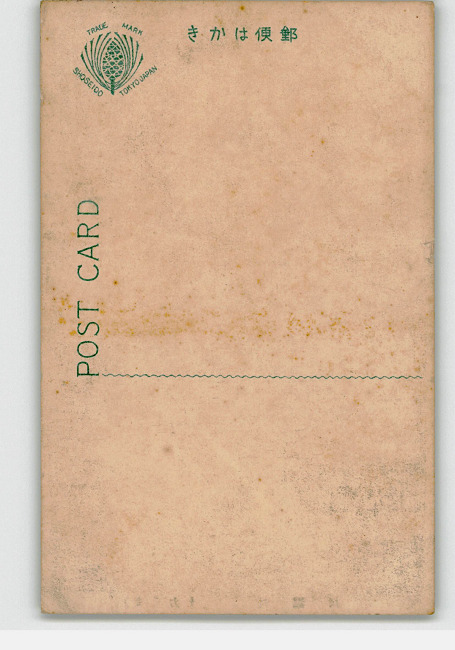 郵便はかき
TRADE MARK
SHOSEIDO TOKYO JAPAN
POST CARD